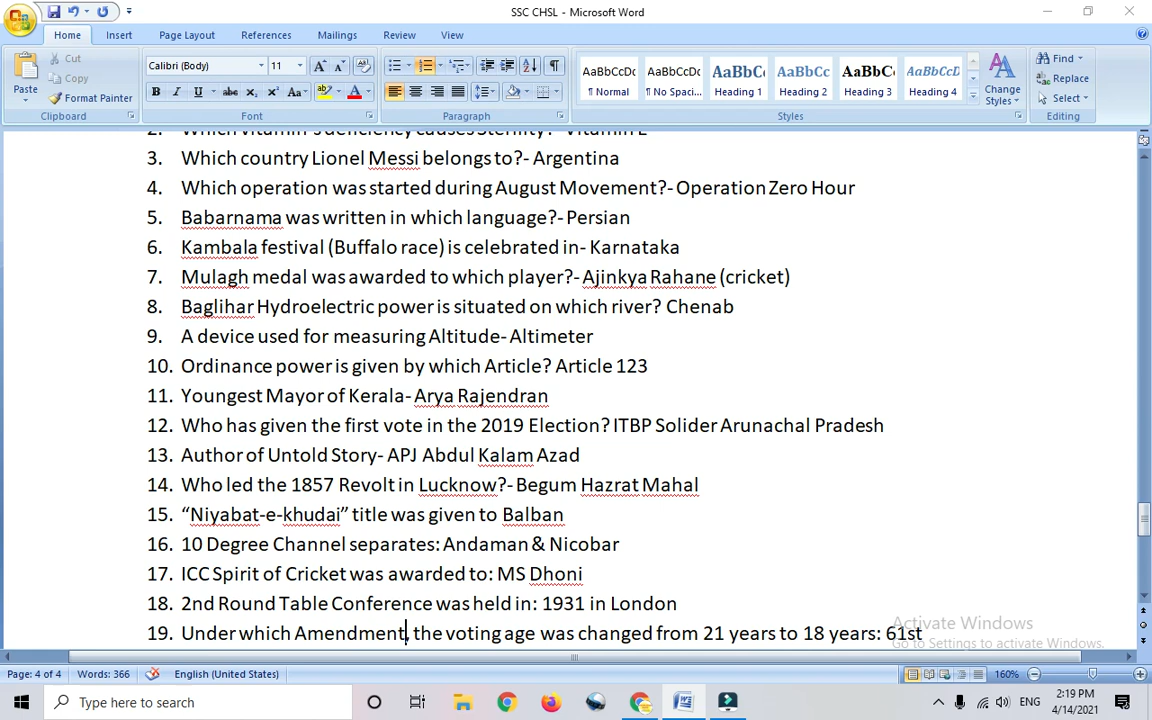 SSC CHSL - Microsoft Word
Home Insert Page Layout References Mailings Review View
Paste Cut Copy Format Painter Clipboard
Calibri (Body) 11 Font
Paragraph
AaBbCcDc ¶ Normal AaBbCcDc ¶ No Spaci... AaBbC Heading 1 AaBbCc Heading 2 AaBbC Heading 3 AaBbCcD Heading 4 Change Styles Styles
Find Replace Select Editing
2. Which vitamin's deficiency causes Sterility?- Vitamin E
3. Which country Lionel Messi belongs to?- Argentina
4. Which operation was started during August Movement?- Operation Zero Hour
5. Babarnama was written in which language?- Persian
6. Kambala festival (Buffalo race) is celebrated in- Karnataka
7. Mulagh medal was awarded to which player?- Ajinkya Rahane (cricket)
8. Baglihar Hydroelectric power is situated on which river? Chenab
9. A device used for measuring Altitude- Altimeter
10. Ordinance power is given by which Article? Article 123
11. Youngest Mayor of Kerala- Arya Rajendran
12. Who has given the first vote in the 2019 Election? ITBP Solider Arunachal Pradesh
13. Author of Untold Story- APJ Abdul Kalam Azad
14. Who led the 1857 Revolt in Lucknow?- Begum Hazrat Mahal
15. “Niyabat-e-khudai” title was given to Balban
16. 10 Degree Channel separates: Andaman & Nicobar
17. ICC Spirit of Cricket was awarded to: MS Dhoni
18. 2nd Round Table Conference was held in: 1931 in London
19. Under which Amendment, the voting age was changed from 21 years to 18 years: 61st
Activate Windows
Go to Settings to activate Windows.
Page: 4 of 4 Words: 366 English (United States) 160%
Type here to search
ENG 2:19 PM
4/14/2021